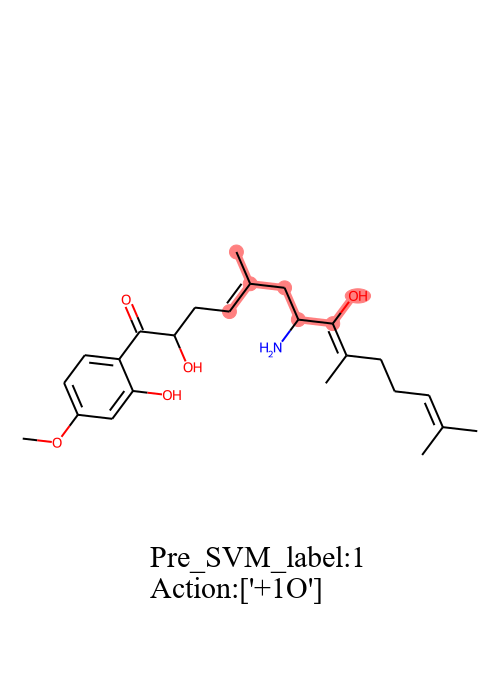 OH
O
H2N
OH
OH
O
Pre_SVM_label:1
Action:['+1O']